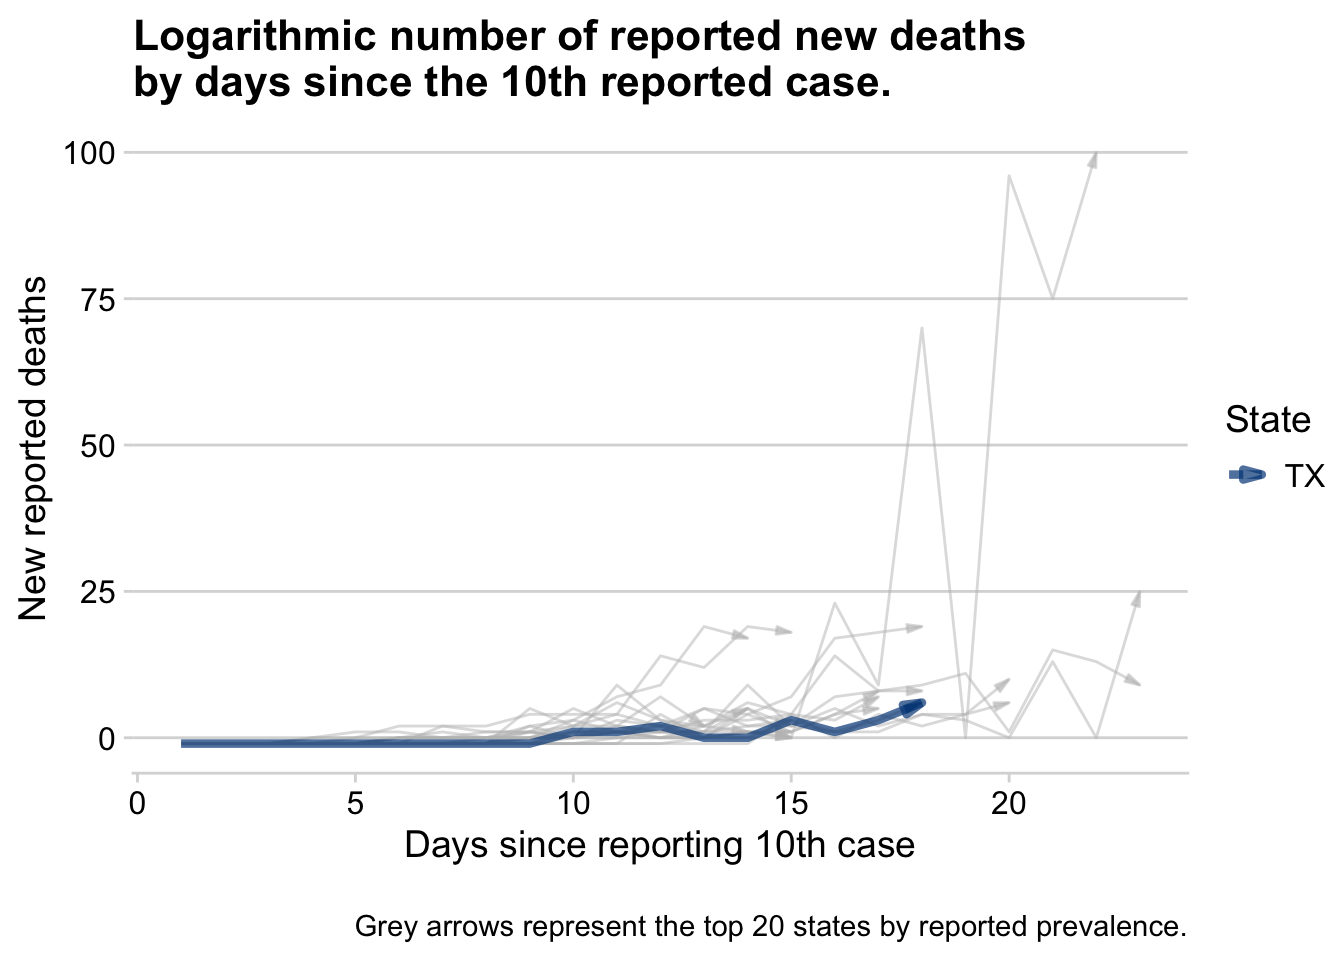 Logarithmic number of reported new deaths
by days since the 10th reported case.
New reported deaths
100
75
50
25
0
0 5 10 15 20
Days since reporting 10th case
State
TX
Grey arrows represent the top 20 states by reported prevalence.